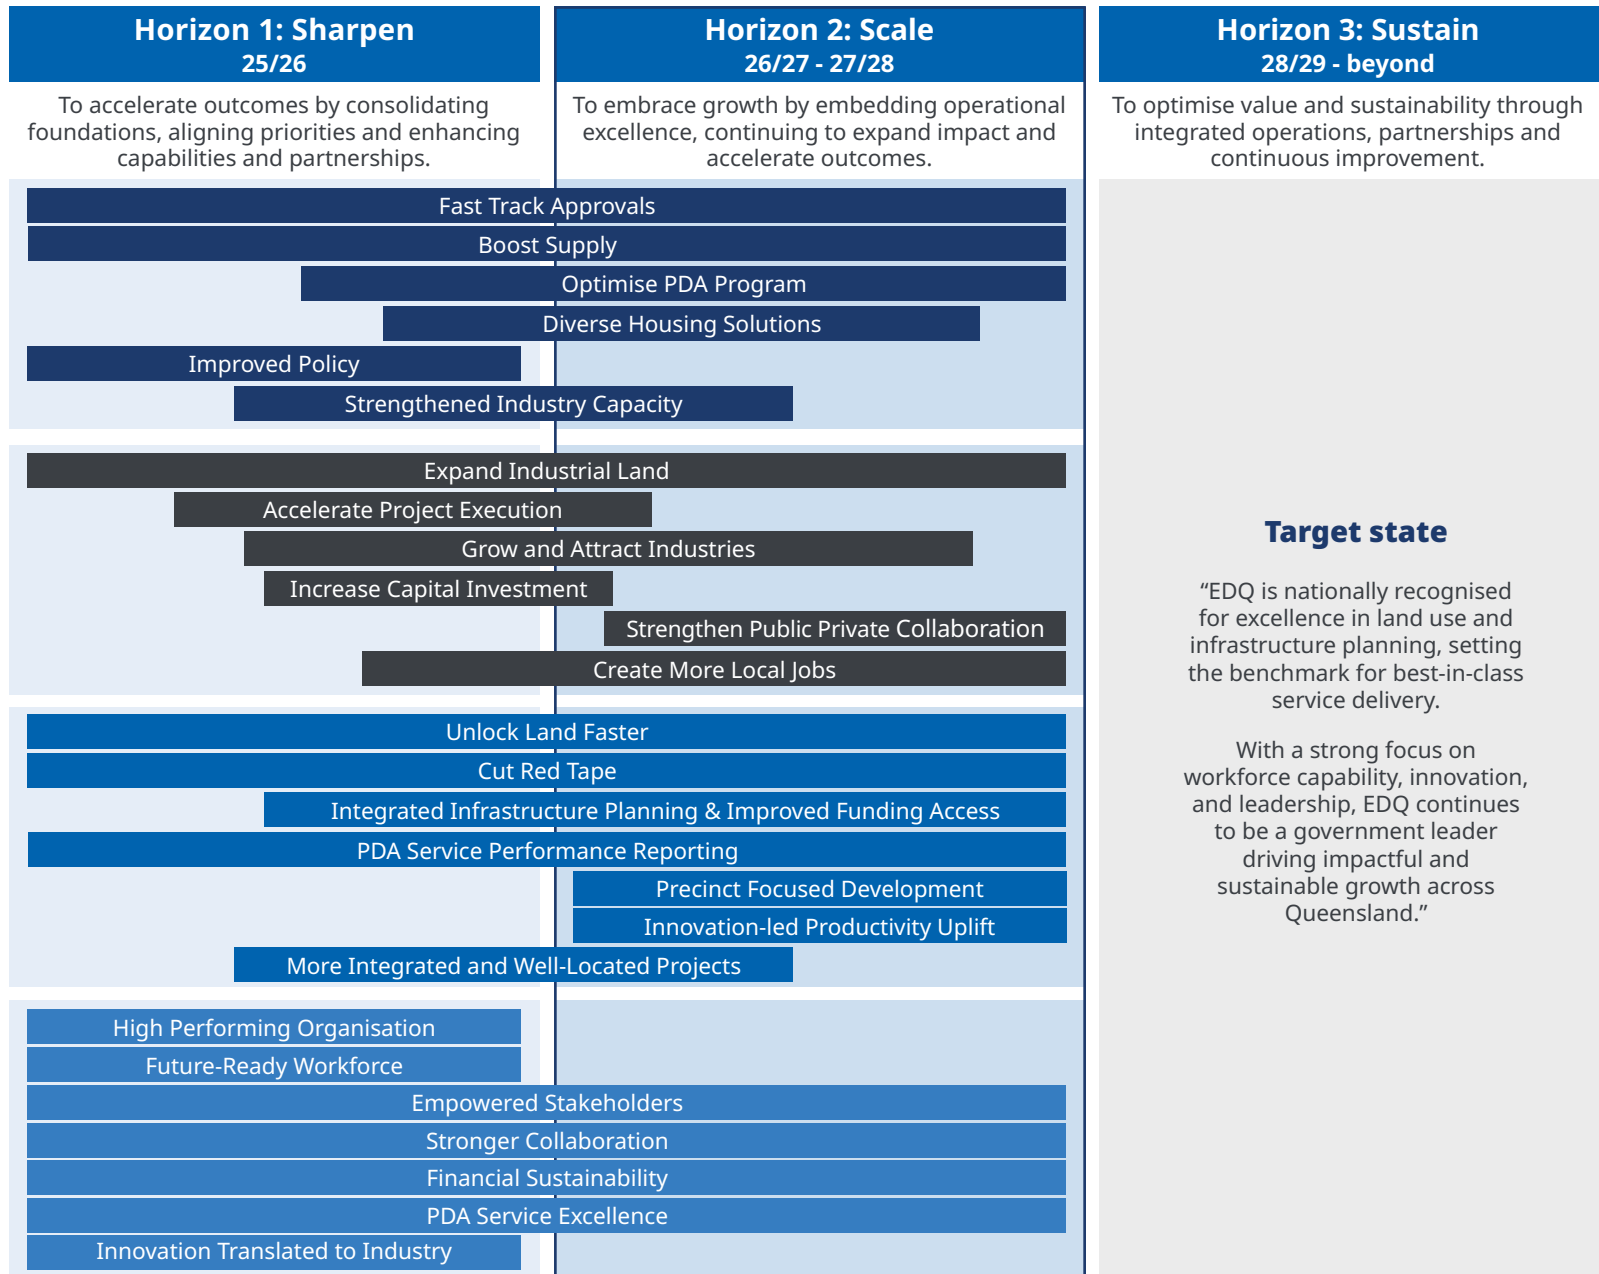 Horizon 1: Sharpen
25/26
To accelerate outcomes by consolidating
foundations, aligning priorities and enhancing
capabilities and partnerships.
Horizon 2: Scale
26/27 - 27/28
To embrace growth by embedding operational
excellence, continuing to expand impact and
accelerate outcomes.
Horizon 3: Sustain
28/29 - beyond
To optimise value and sustainability through
integrated operations, partnerships and
continuous improvement.
Fast Track Approvals
Boost Supply
Optimise PDA Program
Diverse Housing Solutions
Improved Policy
Strengthened Industry Capacity
Expand Industrial Land
Accelerate Project Execution
Grow and Attract Industries
Increase Capital Investment
Strengthen Public Private Collaboration
Create More Local Jobs
Unlock Land Faster
Cut Red Tape
Integrated Infrastructure Planning & Improved Funding Access
PDA Service Performance Reporting
Precinct Focused Development
Innovation-led Productivity Uplift
More Integrated and Well-Located Projects
High Performing Organisation
Future-Ready Workforce
Empowered Stakeholders
Stronger Collaboration
Financial Sustainability
PDA Service Excellence
Innovation Translated to Industry
Target state
“EDQ is nationally recognised
for excellence in land use and
infrastructure planning, setting
the benchmark for best-in-class
service delivery.
With a strong focus on
workforce capability, innovation,
and leadership, EDQ continues
to be a government leader
driving impactful and
sustainable growth across
Queensland.”